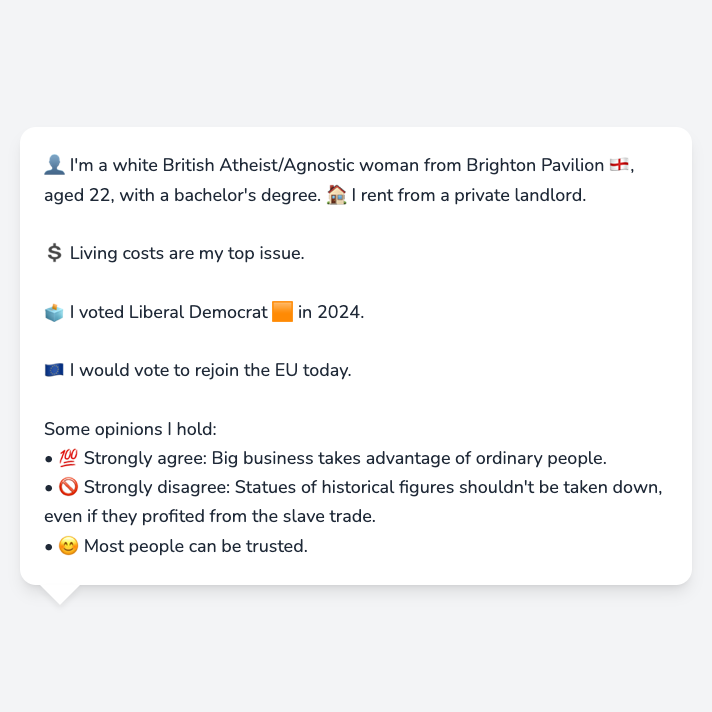 👤 I'm a white British Atheist/Agnostic woman from Brighton Pavilion 🏴󠁧󠁢󠁥󠁮󠁧󠁿,
aged 22, with a bachelor's degree. 🏠 I rent from a private landlord.
💲 Living costs are my top issue.
🗳️ I voted Liberal Democrat 🟧 in 2024.
🇪🇺 I would vote to rejoin the EU today.
Some opinions I hold:
• 💯 Strongly agree: Big business takes advantage of ordinary people.
• 🚫 Strongly disagree: Statues of historical figures shouldn't be taken down,
even if they profited from the slave trade.
• 😊 Most people can be trusted.